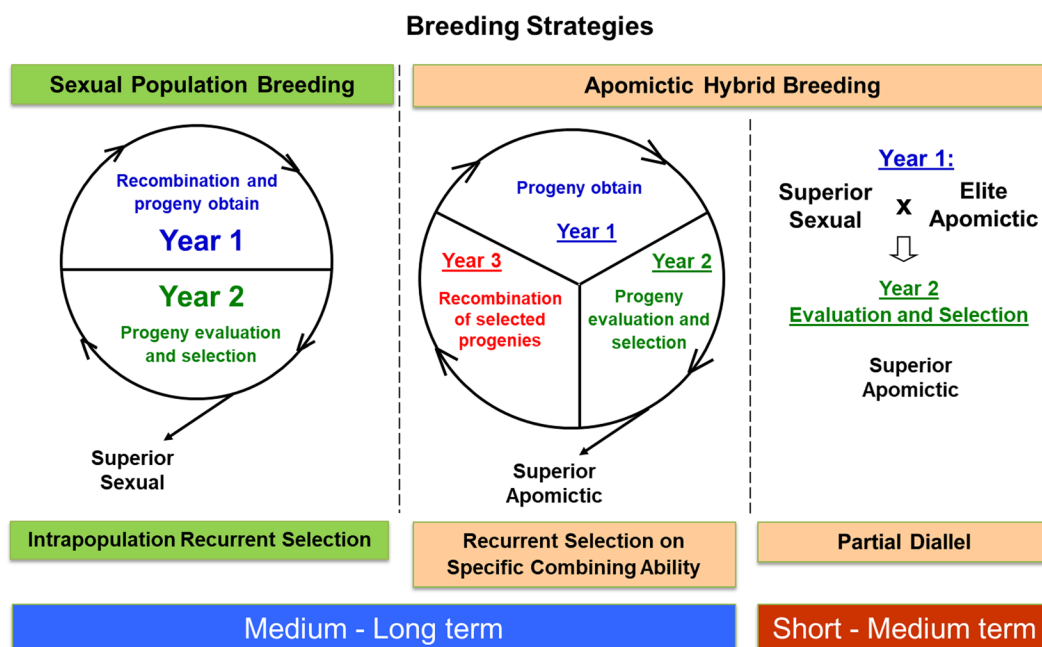 Breeding Strategies
Sexual Population Breeding
Apomictic Hybrid Breeding
Recombination and
progeny obtain
Year 1
Year 2
Progeny evaluation
and selection
Superior
Sexual
Progeny obtain
Year 1
Year 3
Recombination
of selected
progenies
Year 2
Progeny
evaluation and
selection
Superior
Apomictic
Year 1:
Superior
Sexual
x
Elite
Apomictic
Year 2
Evaluation and Selection
Superior
Apomictic
Intrapopulation Recurrent Selection
Recurrent Selection on
Specific Combining Ability
Partial Diallel
Medium - Long term
Short - Medium term